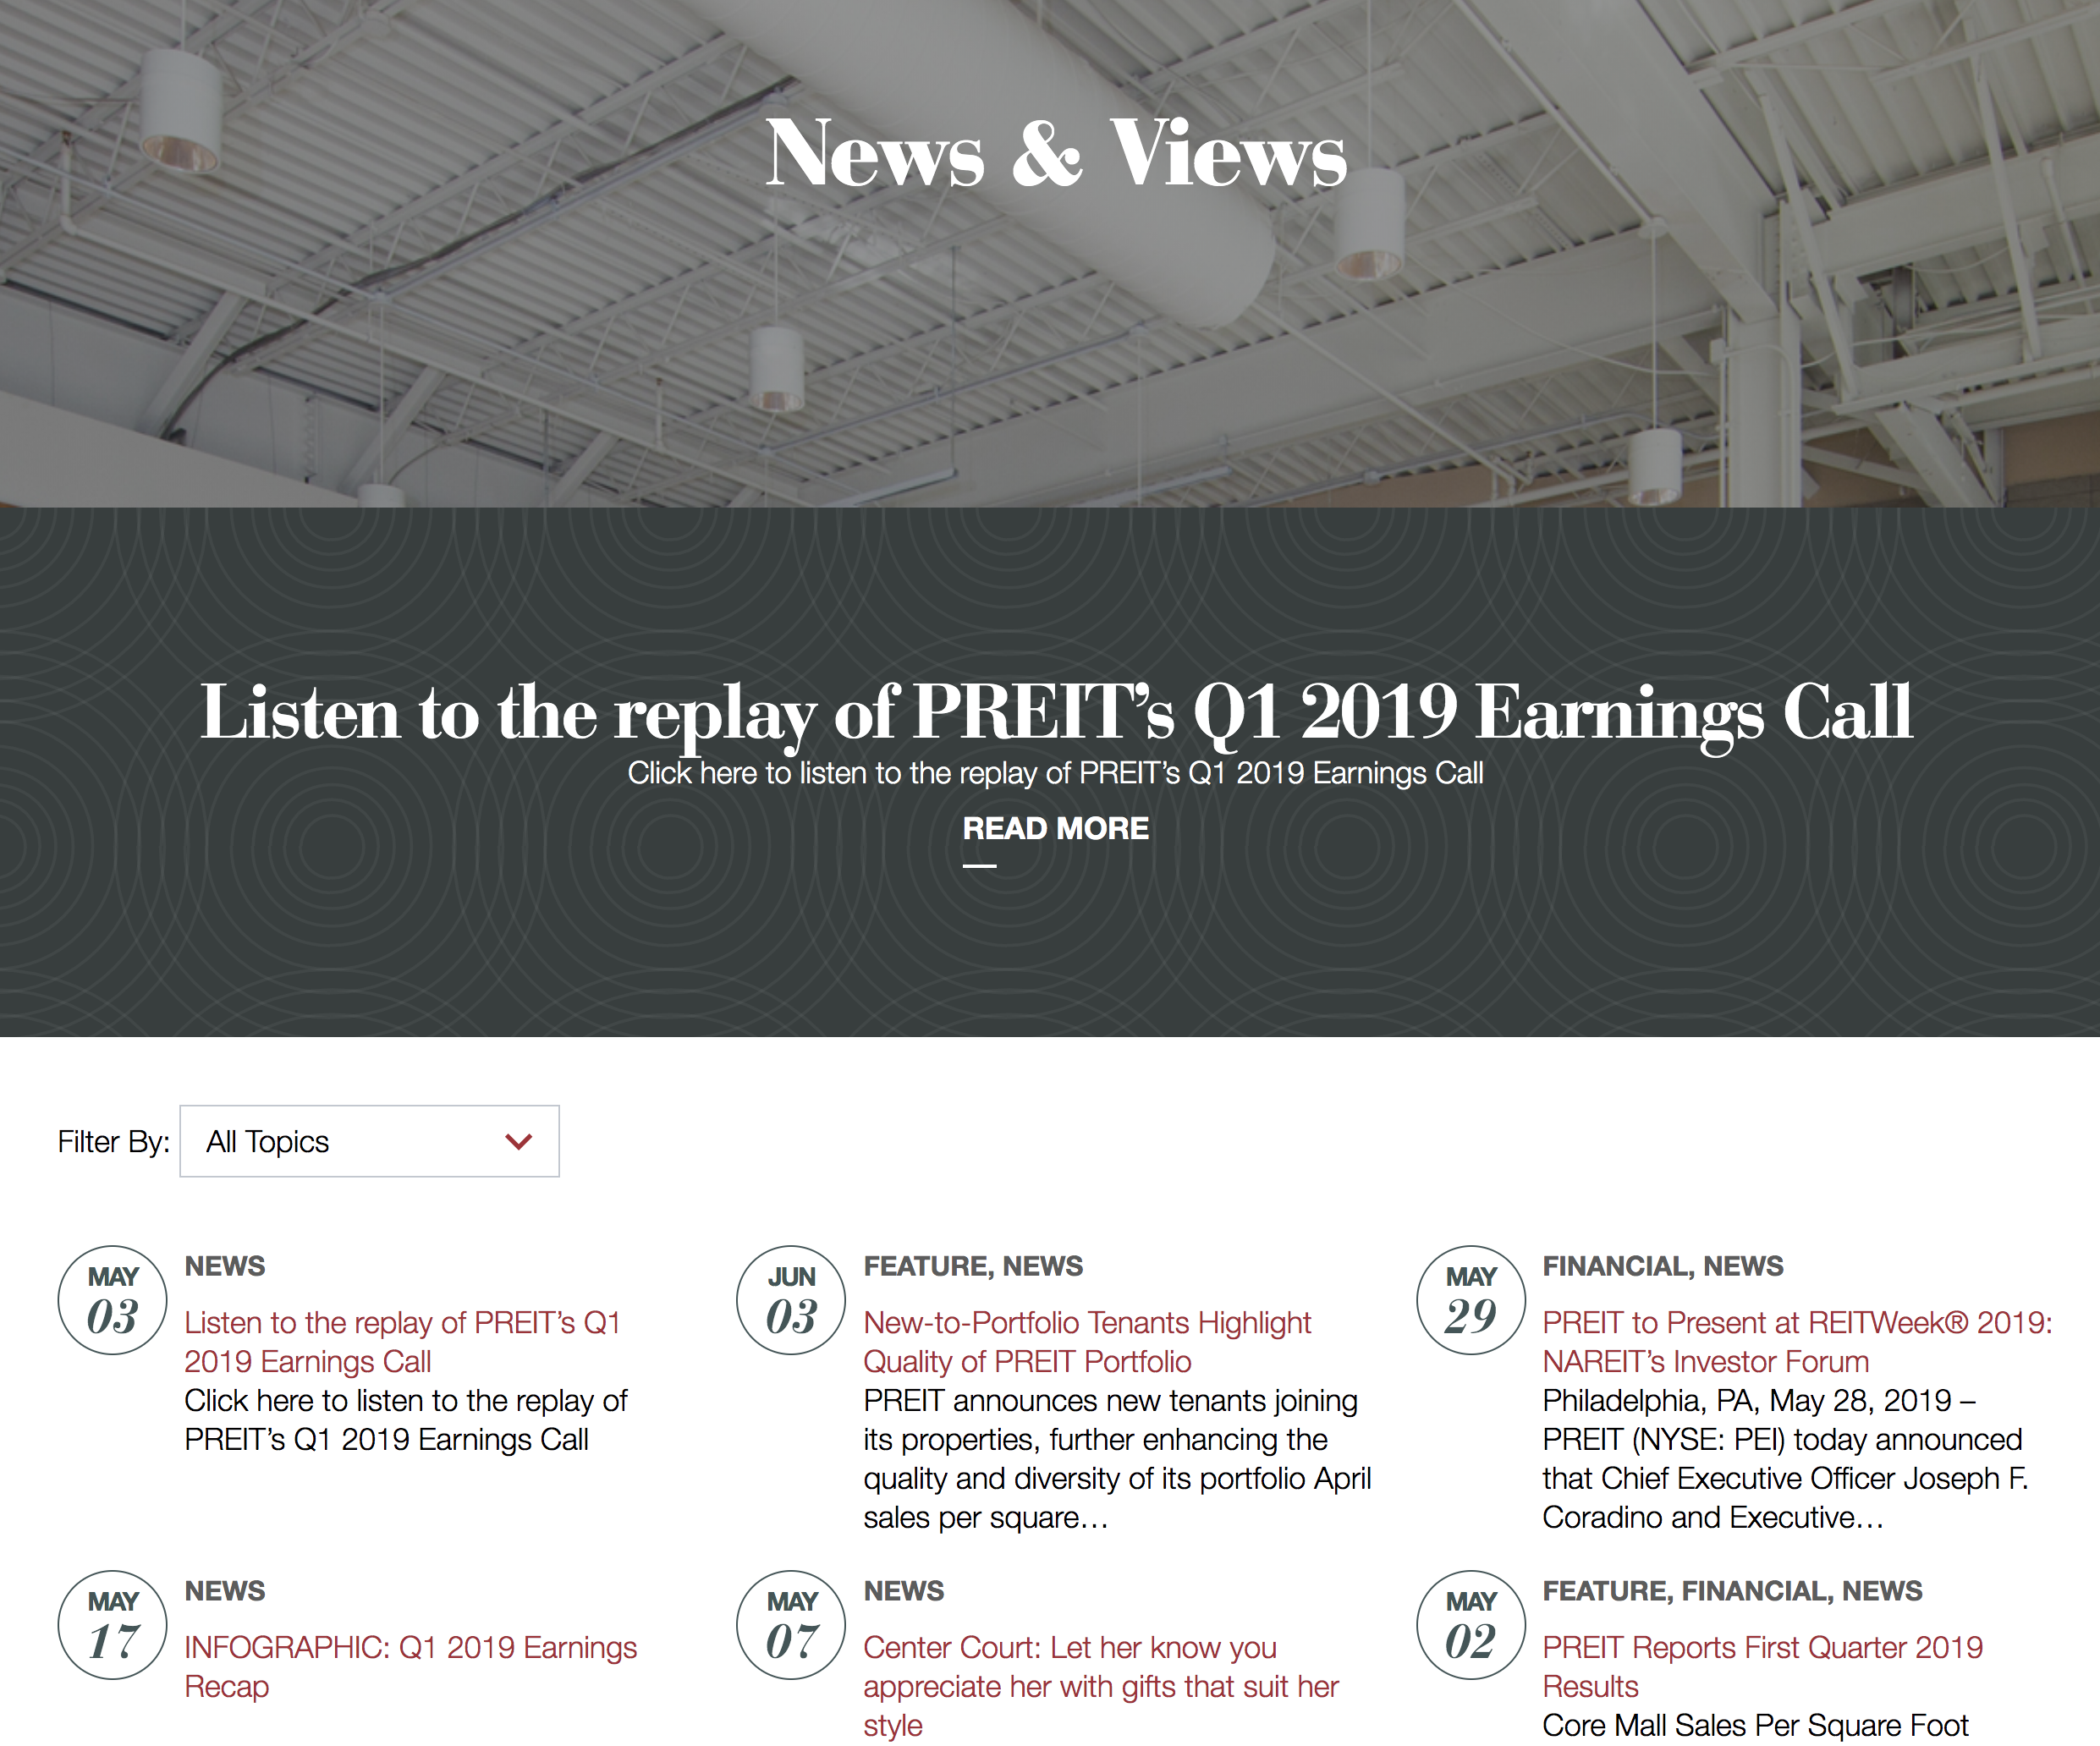 News & Views
Listen to the replay of PREIT’s Q1 2019 Earnings Call
Click here to listen to the replay of PREIT’s Q1 2019 Earnings Call
READ MORE
Filter By: All Topics
MAY
03
NEWS
Listen to the replay of PREIT’s Q1
2019 Earnings Call
Click here to listen to the replay of
PREIT’s Q1 2019 Earnings Call
JUN
03
FEATURE, NEWS
New-to-Portfolio Tenants Highlight
Quality of PREIT Portfolio
PREIT announces new tenants joining
its properties, further enhancing the
quality and diversity of its portfolio April
sales per square…
MAY
29
FINANCIAL, NEWS
PREIT to Present at REITWeek® 2019:
NAREIT’s Investor Forum
Philadelphia, PA, May 28, 2019 –
PREIT (NYSE: PEI) today announced
that Chief Executive Officer Joseph F.
Coradino and Executive…
MAY
17
NEWS
INFOGRAPHIC: Q1 2019 Earnings
Recap
MAY
07
NEWS
Center Court: Let her know you
appreciate her with gifts that suit her
style
MAY
02
FEATURE, FINANCIAL, NEWS
PREIT Reports First Quarter 2019
Results
Core Mall Sales Per Square Foot